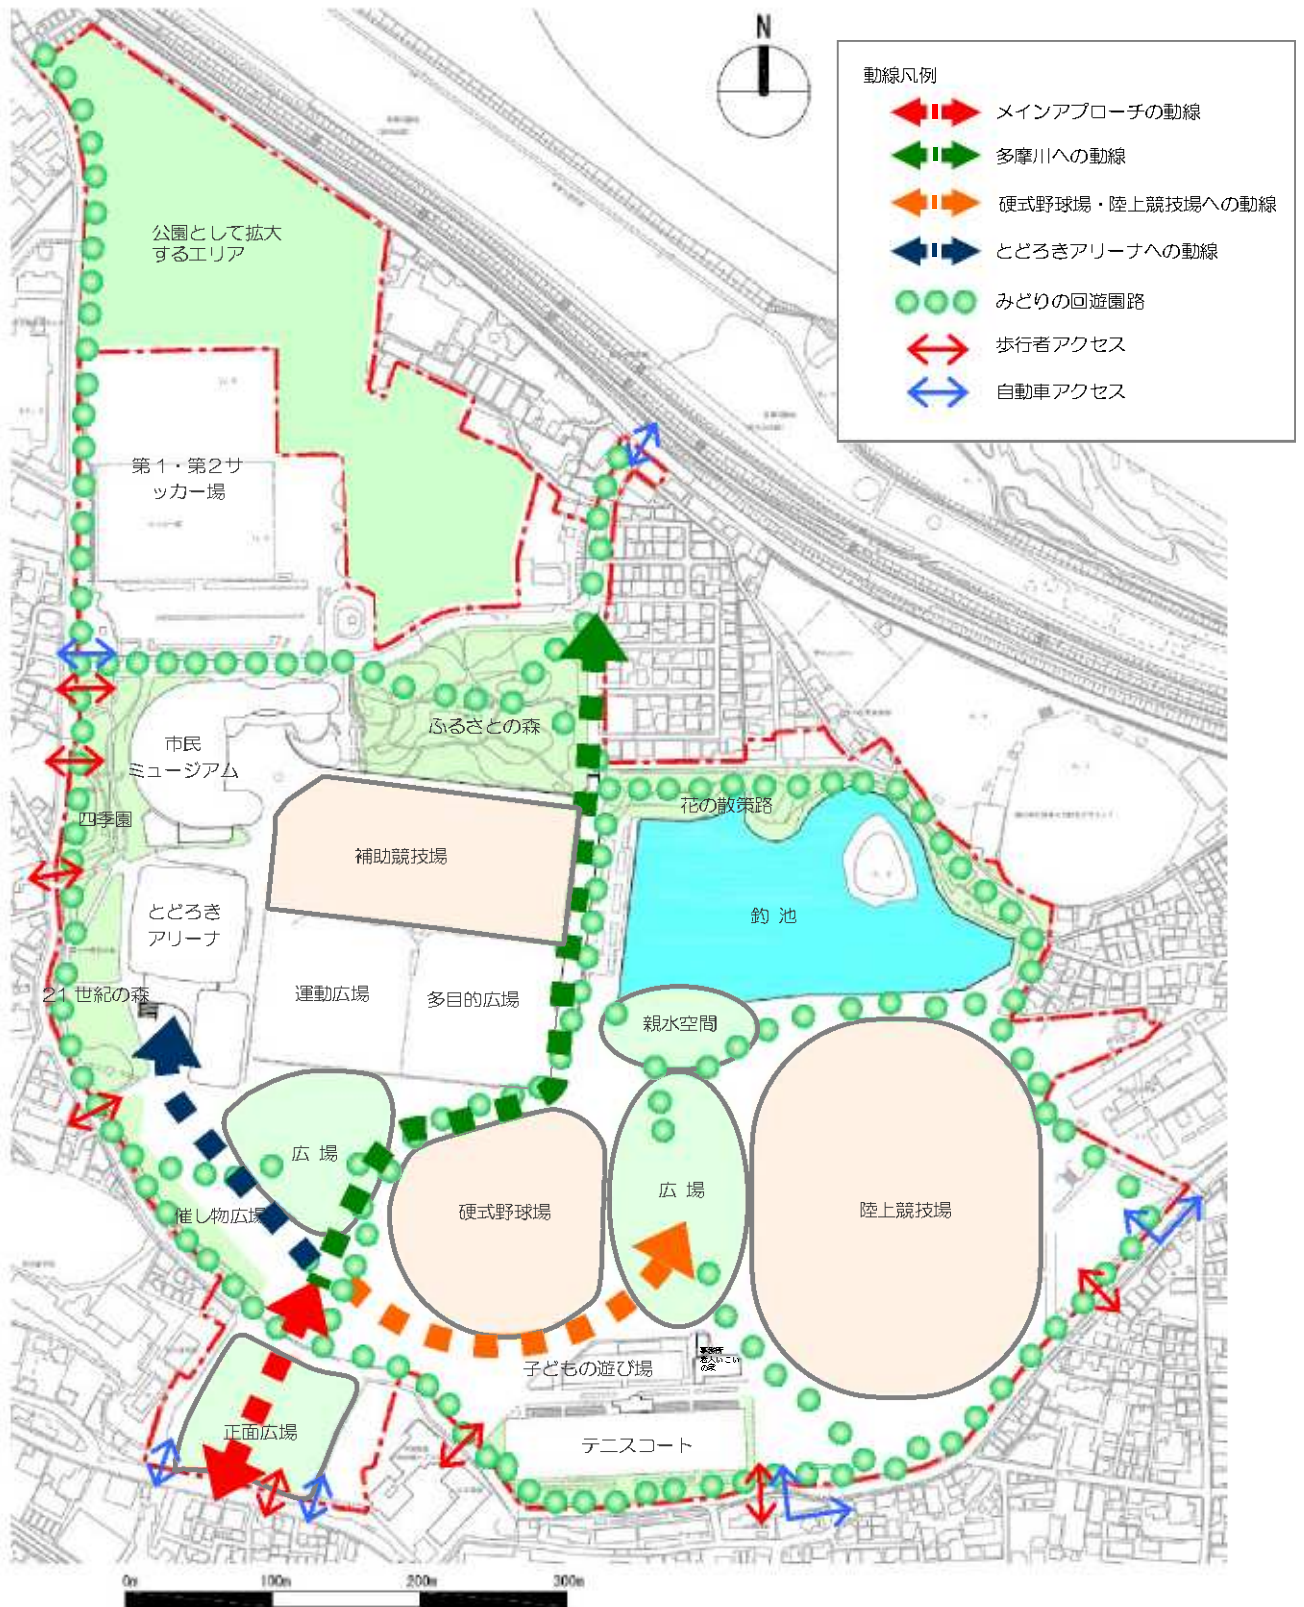 N
動線凡例
メインアプローチの動線
多摩川への動線
硬式野球場・陸上競技場への動線
とどろきアリーナへの動線
みどりの回遊園路
歩行者アクセス
自動車アクセス
公園として拡大
するエリア
第1・第2サ
ッカー場
ふるさとの森
市民
ミュージアム
花の散策路
四季園
補助競技場
とどろき
アリーナ
釣 池
21世紀の森
運動広場
多目的広場
親水空間
広 場
広 場
硬式野球場
陸上競技場
催し物広場
子どもの遊び場
正面広場
テニスコート
0m
100m
200m
300m